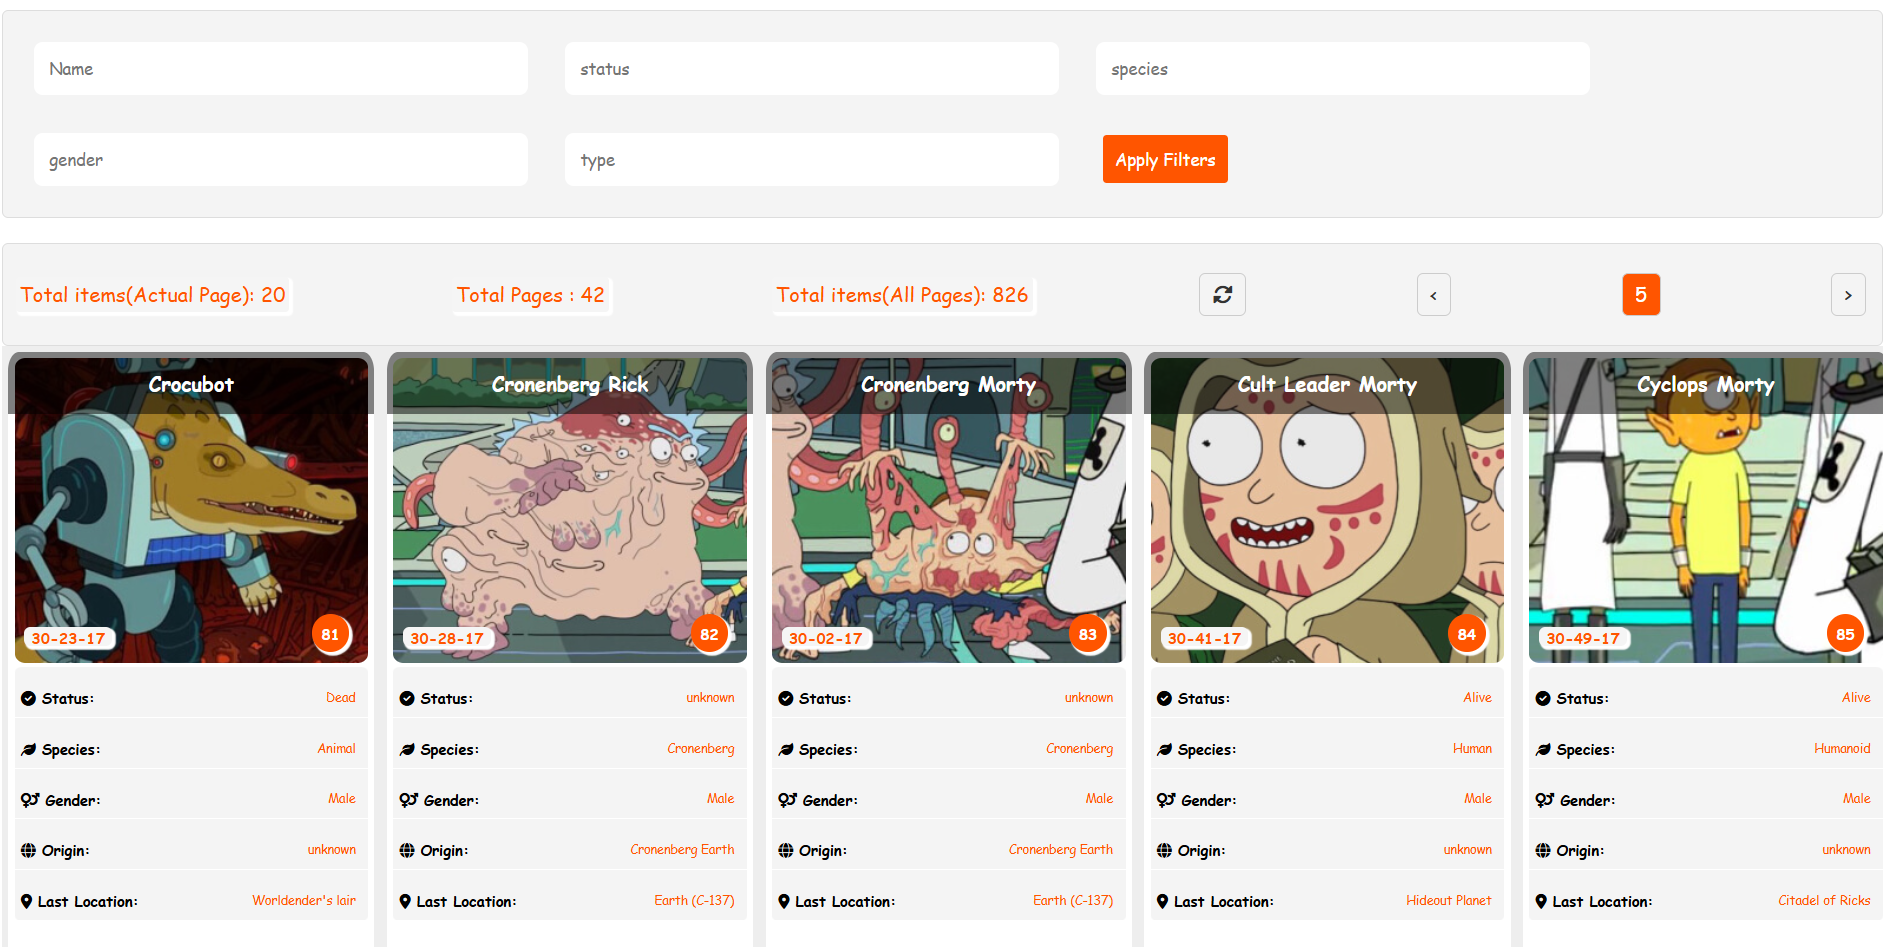 Name
status
species
gender
type
Apply Filters
Total items(Actual Page): 20
Total Pages : 42
Total items(All Pages): 826
<
5
>
Crocubot
30-23-17
81
Status: Dead
Species: Animal
Gender: Male
Origin: unknown
Last Location: Worldender's lair
Cronenberg Rick
30-28-17
82
Status: unknown
Species: Cronenberg
Gender: Male
Origin: Cronenberg Earth
Last Location: Earth (C-137)
Cronenberg Morty
30-02-17
83
Status: unknown
Species: Cronenberg
Gender: Male
Origin: Cronenberg Earth
Last Location: Earth (C-137)
Cult Leader Morty
30-41-17
84
Status: Alive
Species: Human
Gender: Male
Origin: unknown
Last Location: Hideout Planet
Cyclops Morty
30-49-17
85
Status: Alive
Species: Humanoid
Gender: Male
Origin: unknown
Last Location: Citadel of Ricks